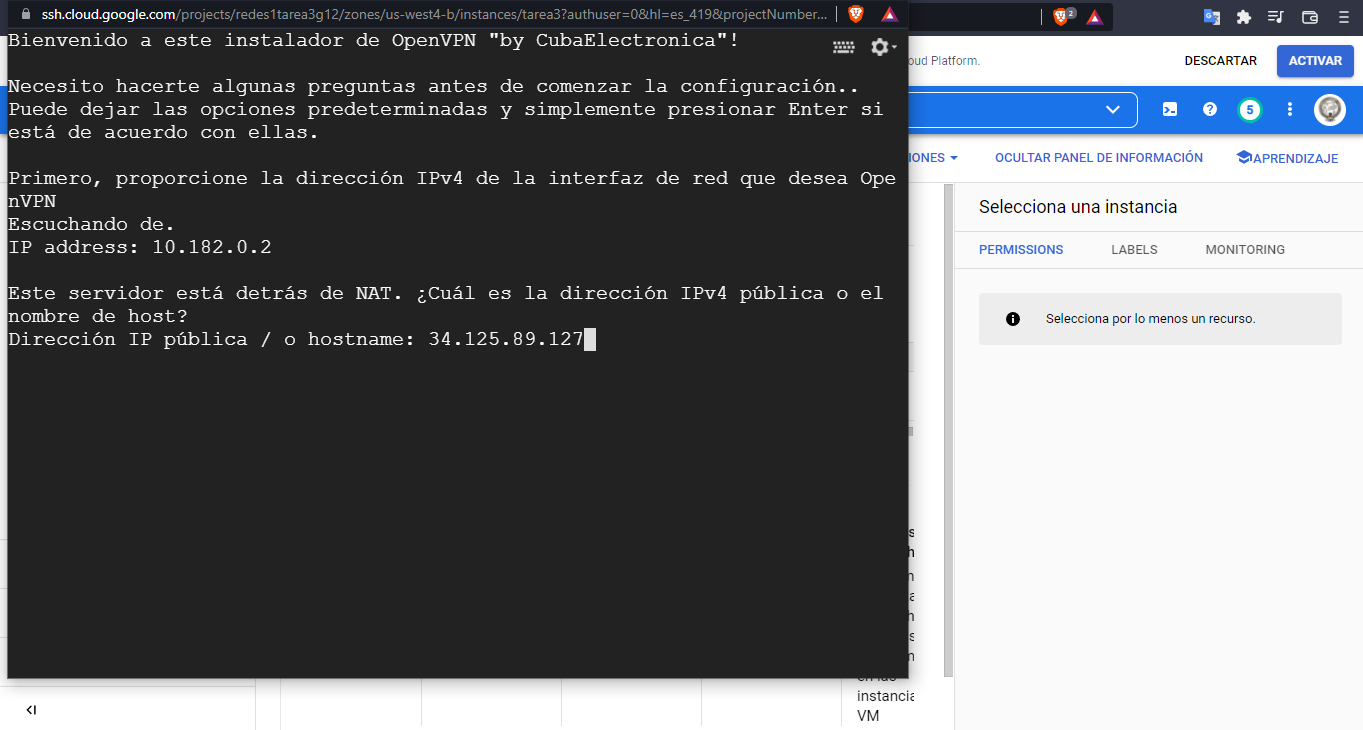 ssh.cloud.google.com/projects/redes1tarea3g12/zones/us-west4-b/instances/tarea3?authuser=0&hl=es_419&projectNumber...
2
Bienvenido a este instalador de OpenVPN "by CubaElectronica"!
Necesito hacerte algunas preguntas antes de comenzar la configuración..
Puede dejar las opciones predeterminadas y simplemente presionar Enter si
está de acuerdo con ellas.
Primero, proporcione la dirección IPv4 de la interfaz de red que desea Ope
nVPN
Escuchando de.
IP address: 10.182.0.2
Este servidor está detrás de NAT. ¿Cuál es la dirección IPv4 pública o el
nombre de host?
Dirección IP pública / o hostname: 34.125.89.127
oud Platform.
DESCARTAR
ACTIVAR
5
IONES
OCULTAR PANEL DE INFORMACIÓN
APRENDIZAJE
Selecciona una instancia
PERMISSIONS
LABELS
MONITORING
Selecciona por lo menos un recurso.
en las
instancia
VM